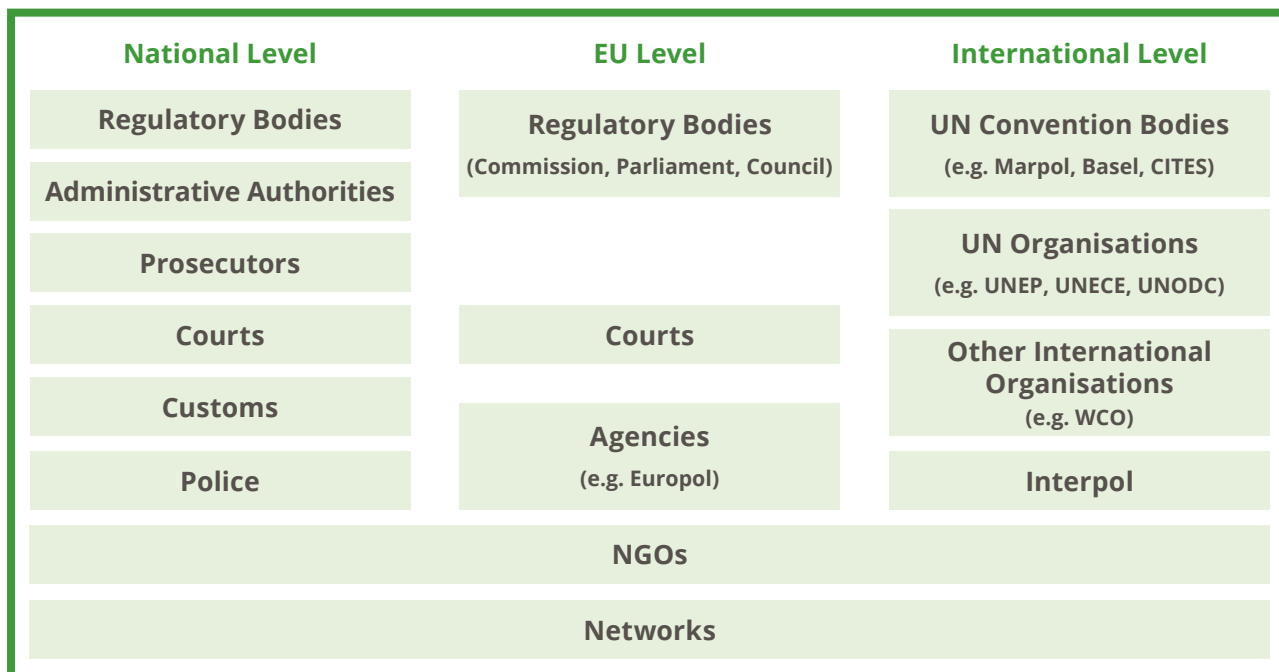 National Level
Regulatory Bodies
Administrative Authorities
Prosecutors
Courts
Customs
Police
EU Level
Regulatory Bodies
(Commission, Parliament, Council)
Courts
Agencies
(e.g. Europol)
International Level
UN Convention Bodies
(e.g. Marpol, Basel, CITES)
UN Organisations
(e.g. UNEP, UNECE, UNODC)
Other International
Organisations
(e.g. WCO)
Interpol
NGOs
Networks